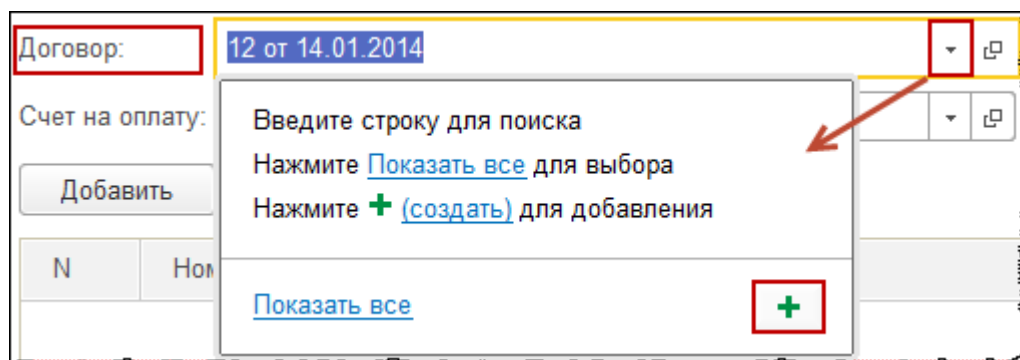 Договор:
12 от 14.01.2014
Счет на оплату:
Введите строку для поиска
Нажмите Показать все для выбора
Нажмите + (создать) для добавления
Добавить
N
Ном
Показать все
+